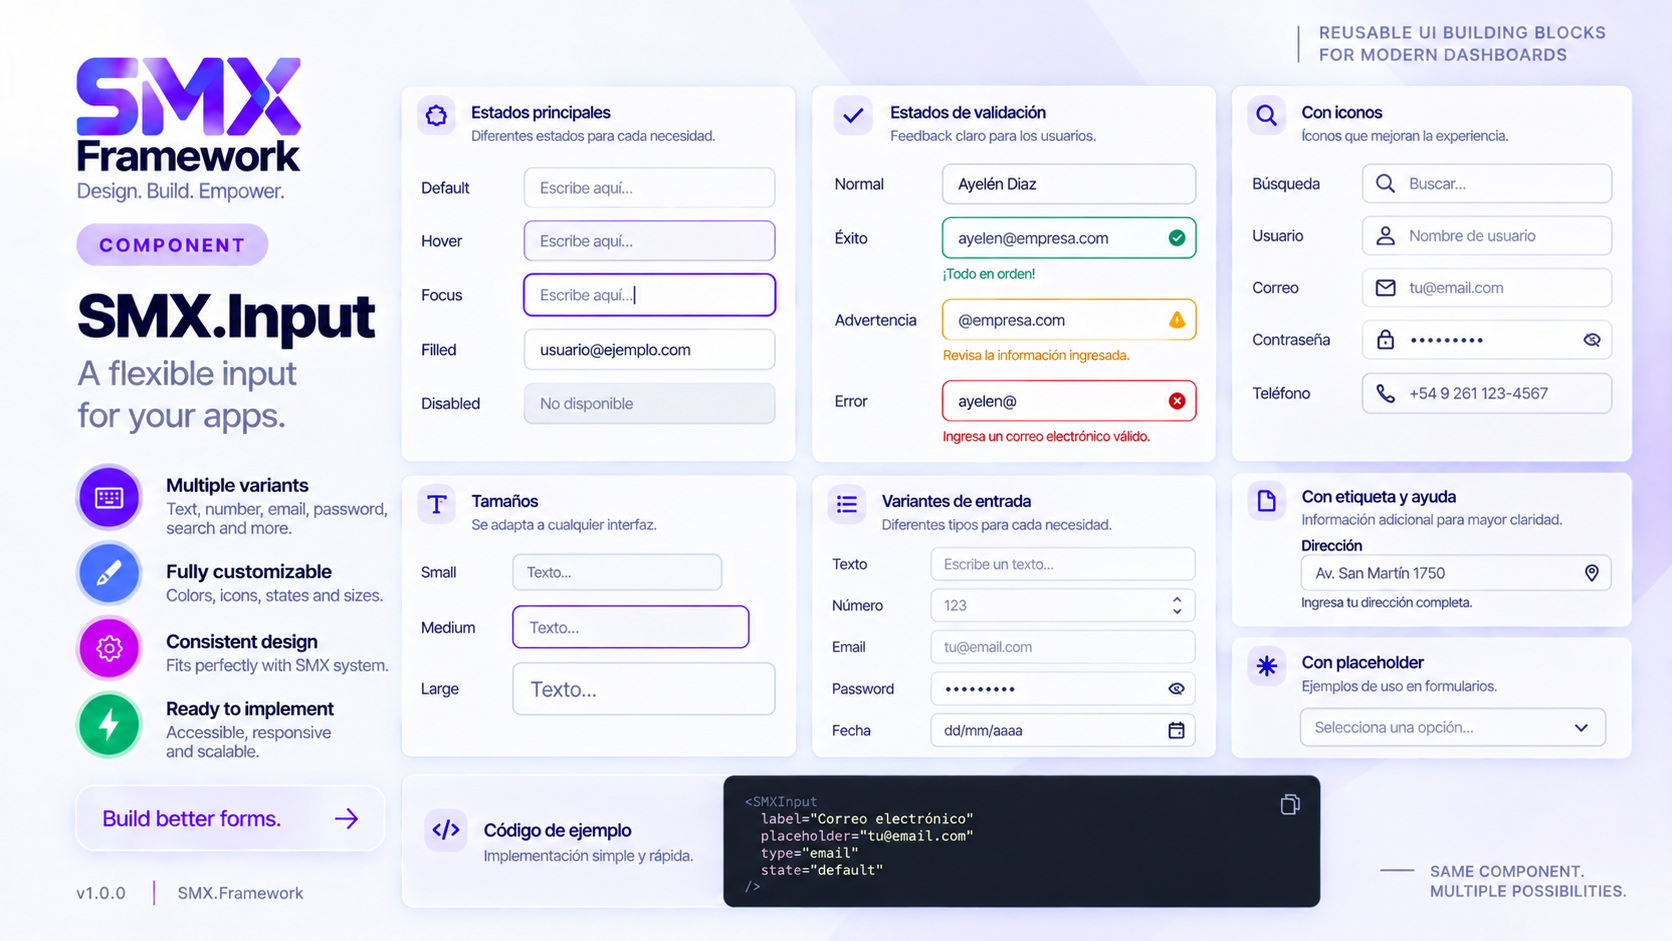 REUSABLE UI BUILDING BLOCKS
FOR MODERN DASHBOARDS
SMX
Framework
Design. Build. Empower.
COMPONENT
SMX.Input
A flexible input
for your apps.
Multiple variants
Text, number, email, password,
search and more.
Fully customizable
Colors, icons, states and sizes.
Consistent design
Fits perfectly with SMX system.
Ready to implement
Accessible, responsive
and scalable.
Build better forms.
v1.0.0
SMX.Framework
Estados principales
Diferentes estados para cada necesidad.
Default
Escribe aquí...
Hover
Escribe aquí...
Focus
Escribe aquí...
Filled
usuario@ejemplo.com
Disabled
No disponible
Estados de validación
Feedback claro para los usuarios.
Normal
Ayelén Diaz
Éxito
ayelen@empresa.com
¡Todo en orden!
Advertencia
@empresa.com
Revisa la información ingresada.
Error
ayelen@
Ingresa un correo electrónico válido.
Con iconos
Íconos que mejoran la experiencia.
Búsqueda
Buscar...
Usuario
Nombre de usuario
Correo
tu@email.com
Contraseña
•••••••••
Teléfono
+54 9 261 123-4567
Tamaños
Se adapta a cualquier interfaz.
Small
Texto...
Medium
Texto...
Large
Texto...
Variantes de entrada
Diferentes tipos para cada necesidad.
Texto
Escribe un texto...
Número
123
Email
tu@email.com
Password
•••••••••
Fecha
dd/mm/aaaa
Con etiqueta y ayuda
Información adicional para mayor claridad.
Dirección
Av. San Martín 1750
Ingresa tu dirección completa.
Con placeholder
Ejemplos de uso en formularios.
Selecciona una opción...
</>
Código de ejemplo
Implementación simple y rápida.
<SMXInput
label="Correo electrónico"
placeholder="tu@email.com"
type="email"
state="default"
/>
SAME COMPONENT.
MULTIPLE POSSIBILITIES.